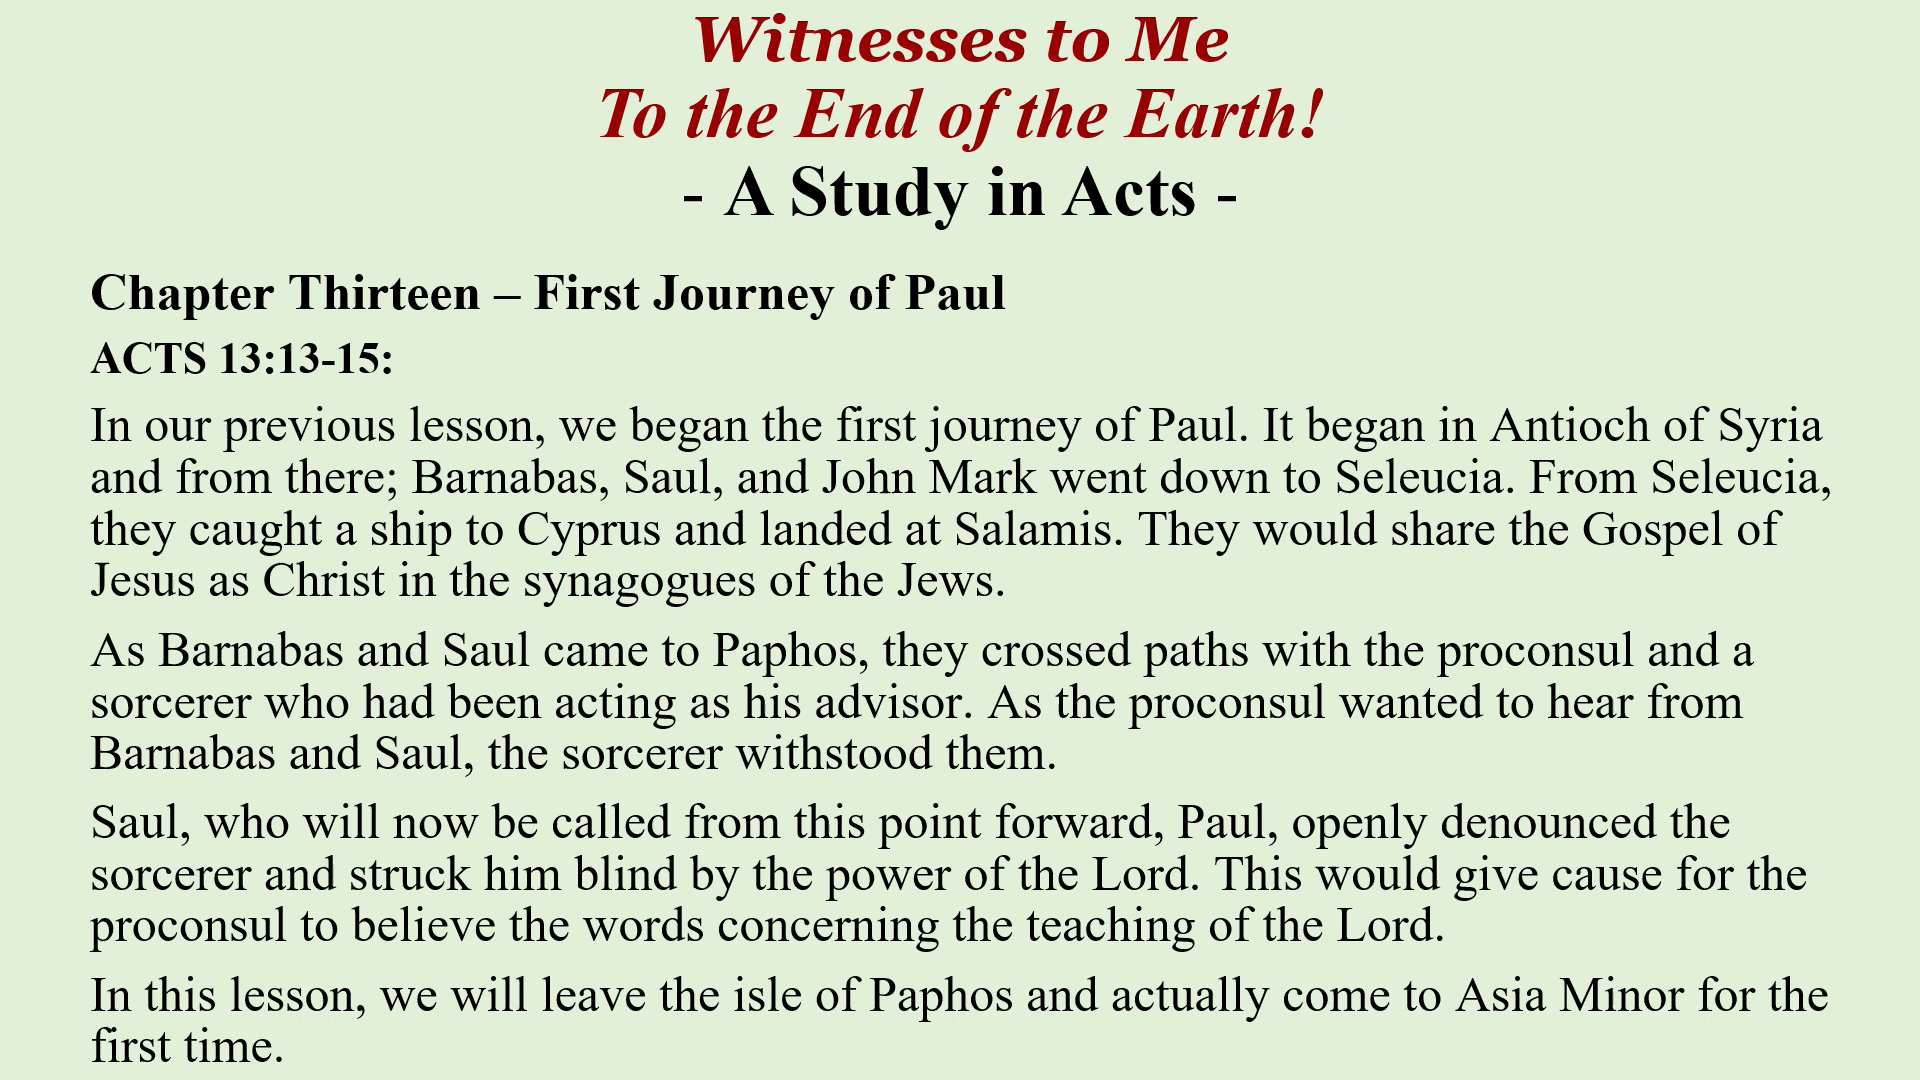 Witnesses to Me
To the End of the Earth!
- A Study in Acts -
Chapter Thirteen – First Journey of Paul
ACTS 13:13-15:
In our previous lesson, we began the first journey of Paul. It began in Antioch of Syria
and from there; Barnabas, Saul, and John Mark went down to Seleucia. From Seleucia,
they caught a ship to Cyprus and landed at Salamis. They would share the Gospel of
Jesus as Christ in the synagogues of the Jews.
As Barnabas and Saul came to Paphos, they crossed paths with the proconsul and a
sorcerer who had been acting as his advisor. As the proconsul wanted to hear from
Barnabas and Saul, the sorcerer withstood them.
Saul, who will now be called from this point forward, Paul, openly denounced the
sorcerer and struck him blind by the power of the Lord. This would give cause for the
proconsul to believe the words concerning the teaching of the Lord.
In this lesson, we will leave the isle of Paphos and actually come to Asia Minor for the
first time.